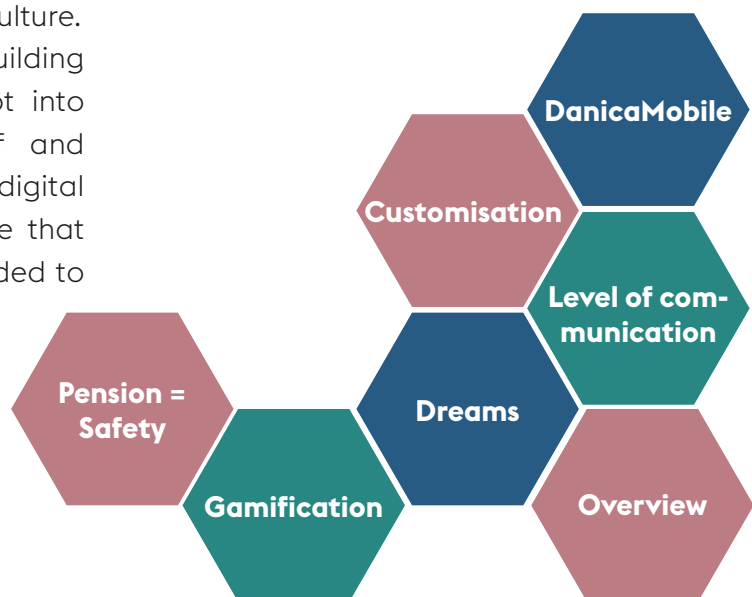 ulture.
uilding
ot into
f and
digital
e that
ded to
DanicaMobile
Customisation
Level of com-
munication
Pension =
Safety
Dreams
Gamification
Overview